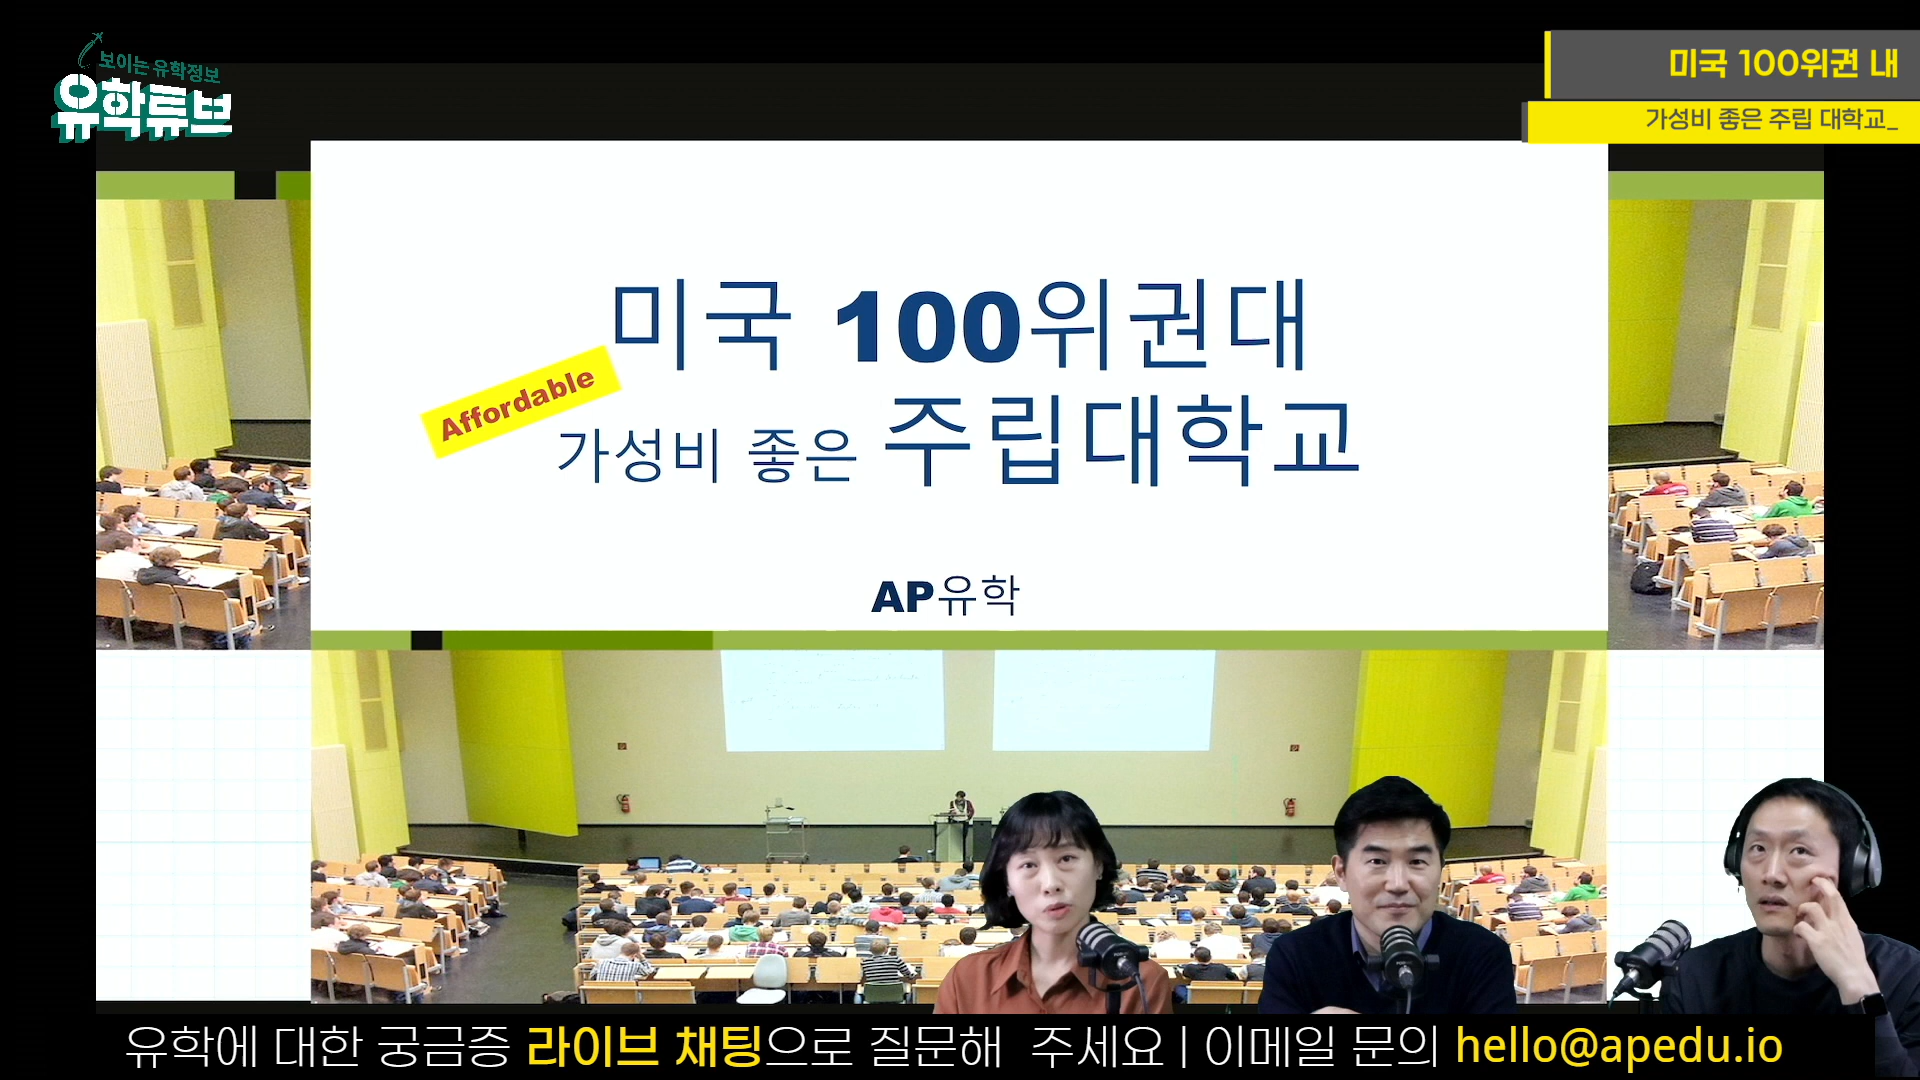 보이는 유학정보
유학튜브
미국 100위권 내
가성비 좋은 주립 대학교_
미국 100위권대
Affordable
가성비 좋은 주립대학교
AP유학
유학에 대한 궁금증 라이브 채팅으로 질문해 주세요 | 이메일 문의 hello@apedu.io